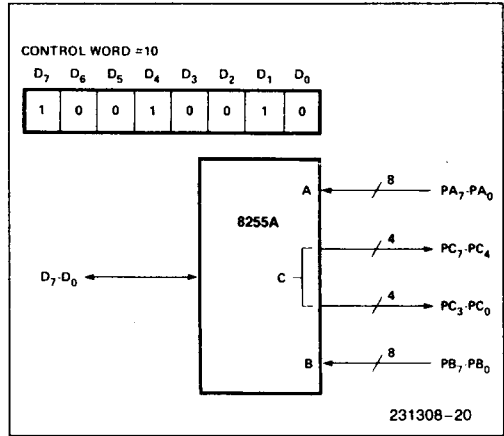 CONTROL WORD #10
D7 D6 D5 D4 D3 D2 D1 D0
1 0 0 1 0 0 1 0
A 8 PA7-PA0
8255A
4 PC7-PC4
D7-D0 C
4 PC3-PC0
B 8 PB7-PB0
231308-20